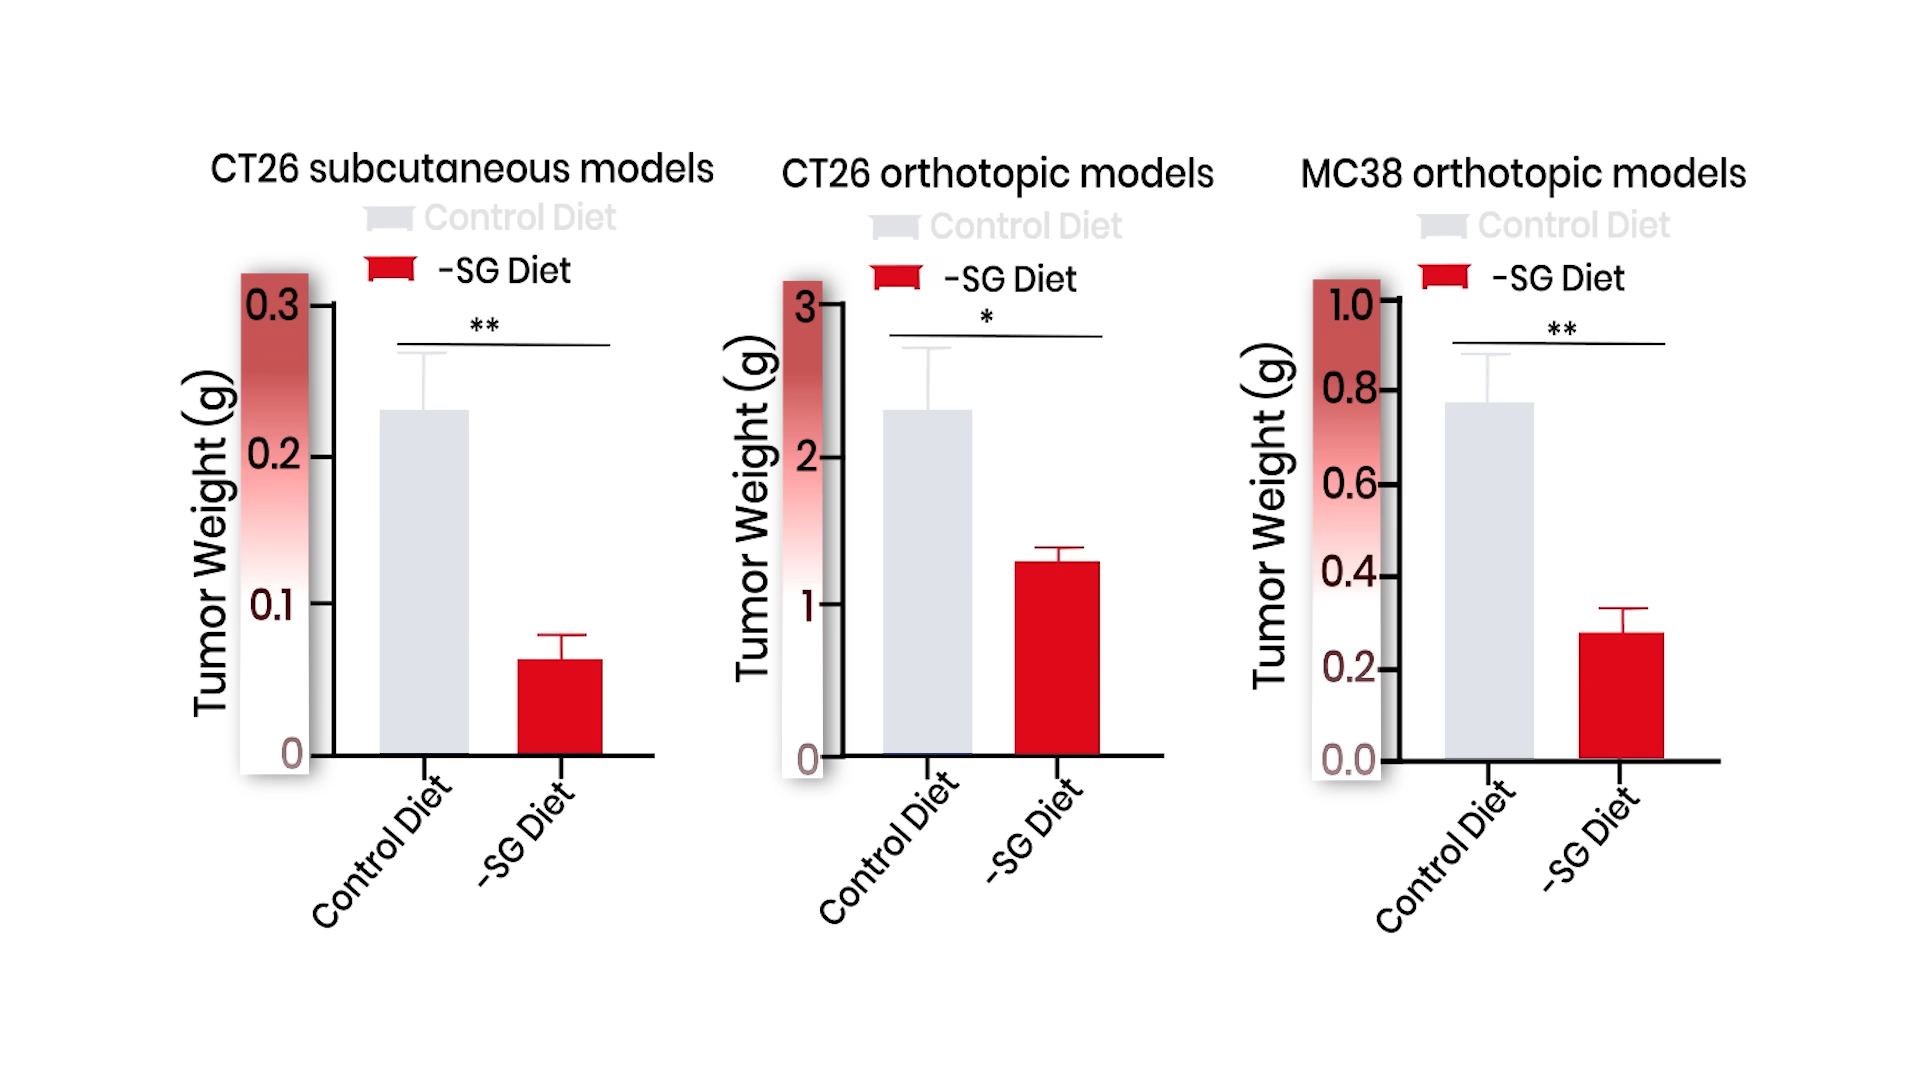 CT26 subcutaneous models
Control Diet
-SG Diet
**
Tumor Weight (g)
0.3
0.2
0.1
0
Control Diet
-SG Diet
CT26 orthotopic models
Control Diet
-SG Diet
*
Tumor Weight (g)
3
2
1
0
Control Diet
-SG Diet
MC38 orthotopic models
Control Diet
-SG Diet
**
Tumor Weight (g)
1.0
0.8
0.6
0.4
0.2
0.0
Control Diet
-SG Diet